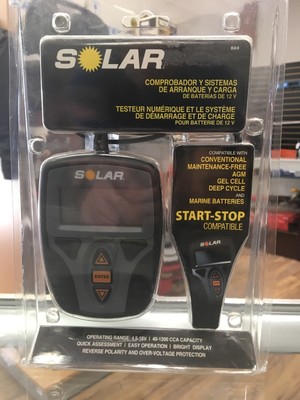 SOLAR
BA9
COMPROBADOR Y SISTEMAS
DE ARRANQUE Y CARGA
DE BATERÍAS DE 12 V
TESTEUR NUMÉRIQUE ET LE SYSTÈME
DE DÉMARRAGE ET DE CHARGE
POUR BATTERIE DE 12 V
COMPATIBLE WITH
CONVENTIONAL
MAINTENANCE-FREE
AGM
GEL CELL
DEEP CYCLE
AND
MARINE BATTERIES
START-STOP
COMPATIBLE
SOLAR
ENTER
SOLAR
OPERATING RANGE, 1.5-16V | 40-1200 CCA CAPACITY
QUICK ASSESSMENT | EASY OPERATION | BRIGHT DISPLAY
REVERSE POLARITY AND OVER-VOLTAGE PROTECTION